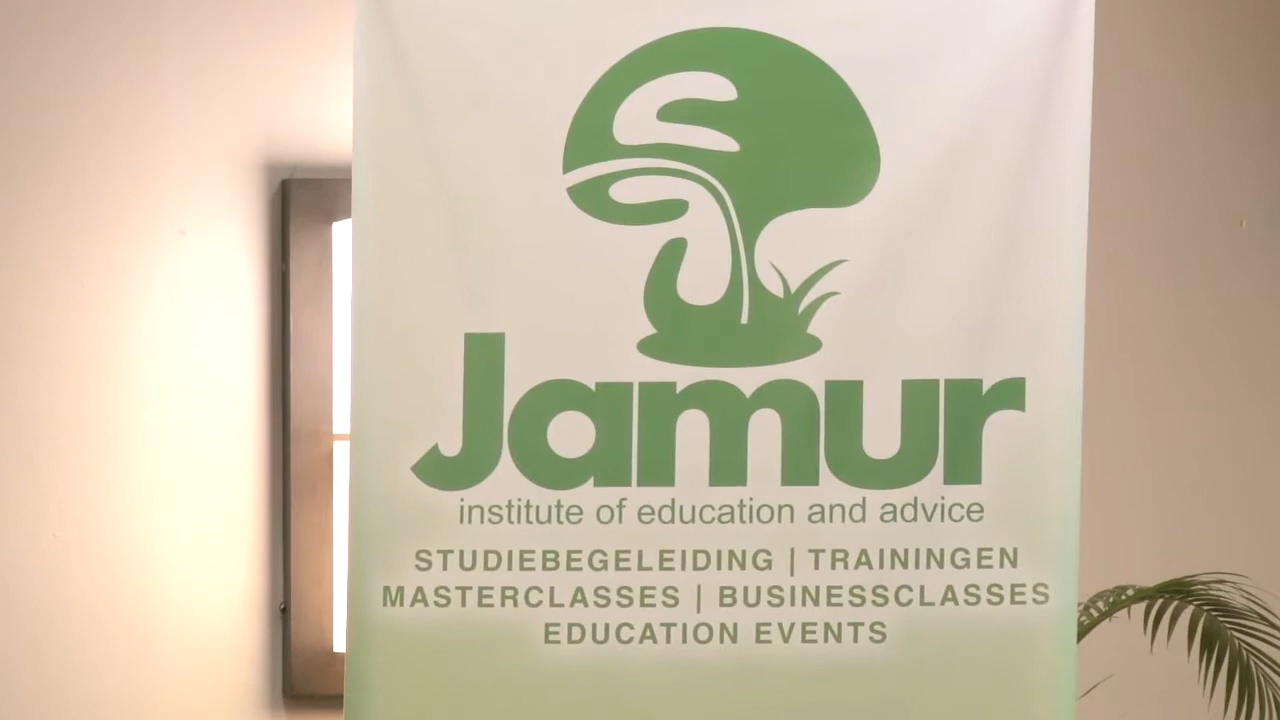 Jamur
institute of education and advice
STUDIEBEGELEIDING | TRAININGEN
MASTERCLASSES | BUSINESSCLASSES
EDUCATION EVENTS